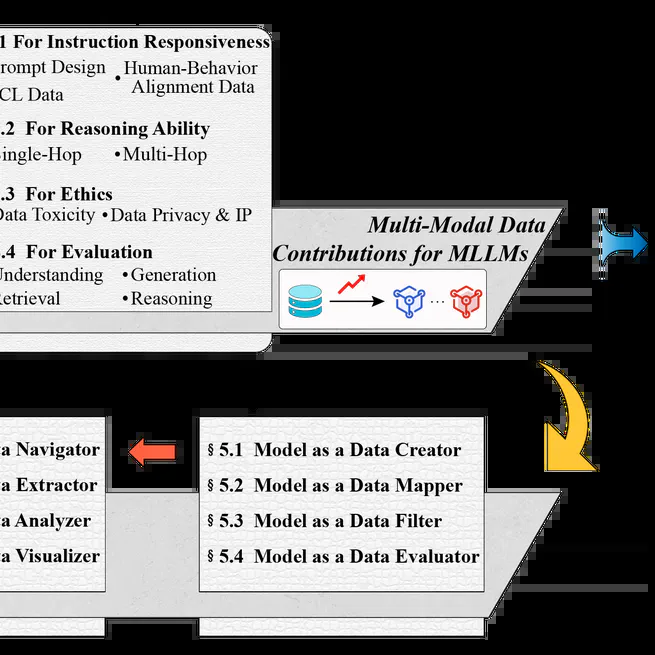 1 For Instruction Responsiveness
rompt Design
• Human-Behavior
Alignment Data
CL Data
.2 For Reasoning Ability
ingle-Hop • Multi-Hop
.3 For Ethics
Data Toxicity • Data Privacy & IP
.4 For Evaluation
Understanding • Generation
etrieval • Reasoning
Multi-Modal Data
Contributions for MLLMs
...
a Navigator
a Extractor
a Analyzer
a Visualizer
§ 5.1 Model as a Data Creator
§ 5.2 Model as a Data Mapper
§ 5.3 Model as a Data Filter
§ 5.4 Model as a Data Evaluator